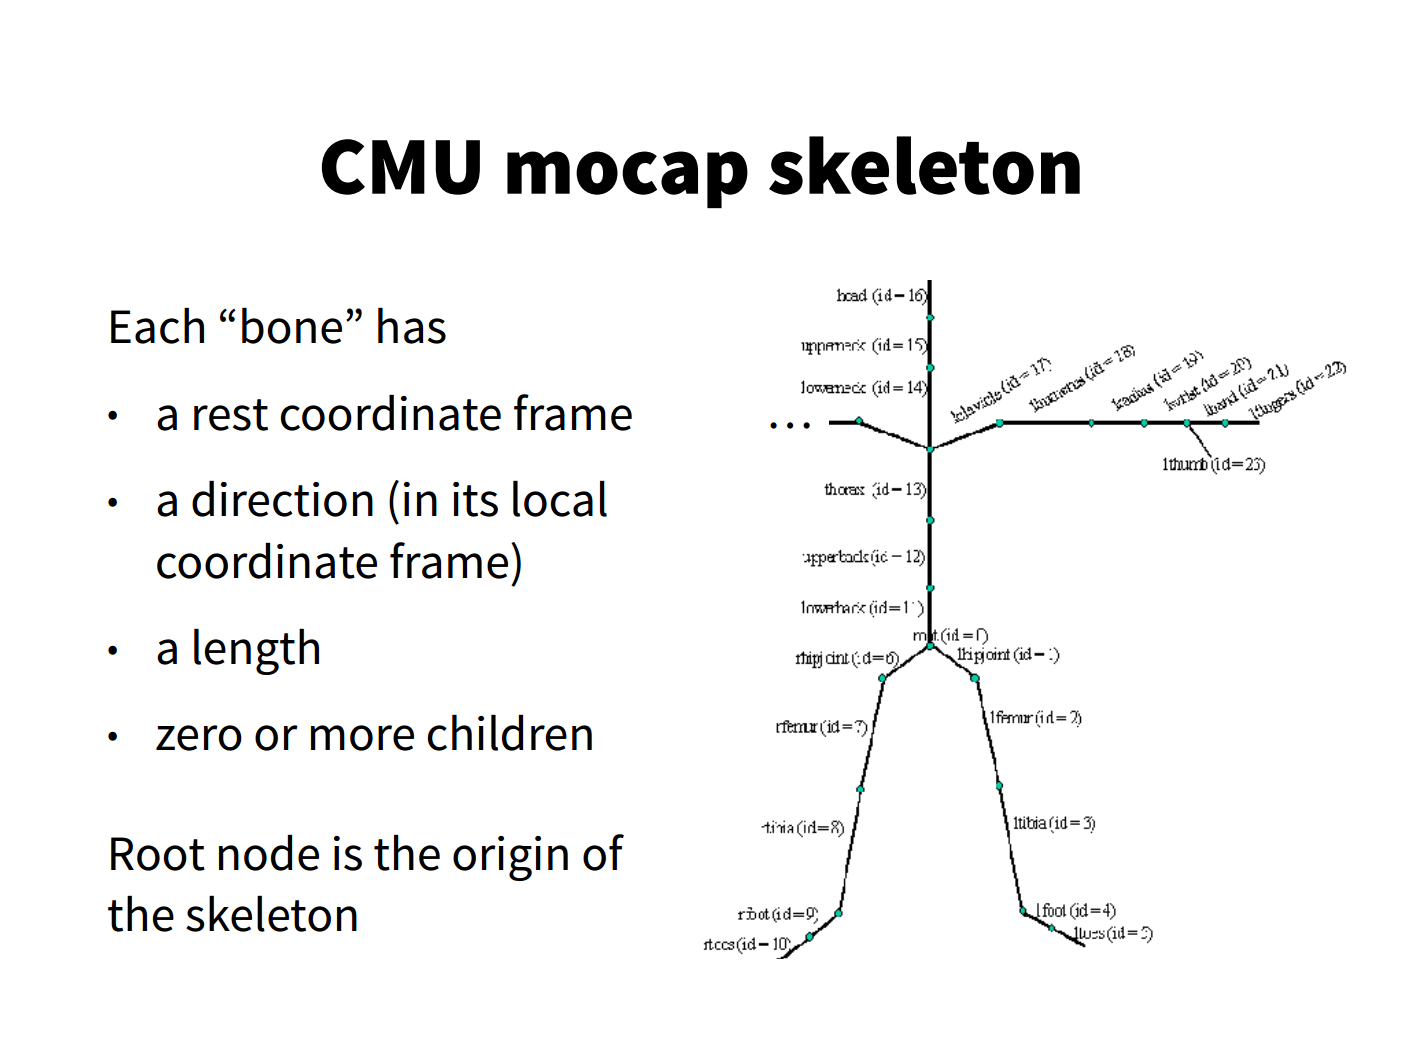 CMU mocap skeleton
Each “bone” has
• a rest coordinate frame
• a direction (in its local
coordinate frame)
• a length
• zero or more children
Root node is the origin of
the skeleton
head (id=16)
upperneck (id=15)
lowerneck (id=14)
lclavicle (id=17)
lhumerus (id=18)
lradius (id=19)
lwrist (id=20)
lhand (id=21)
lfingers (id=22)
...
lthumb (id=23)
thorax (id=13)
upperback (id=12)
lowerback (id=11)
root (id=0)
rhipjoint (id=6)
lhipjoint (id=1)
rfemur (id=7)
lfemur (id=2)
rtibia (id=8)
ltibia (id=3)
rfoot (id=9)
lfoot (id=4)
rtoes (id=10)
ltoes (id=5)